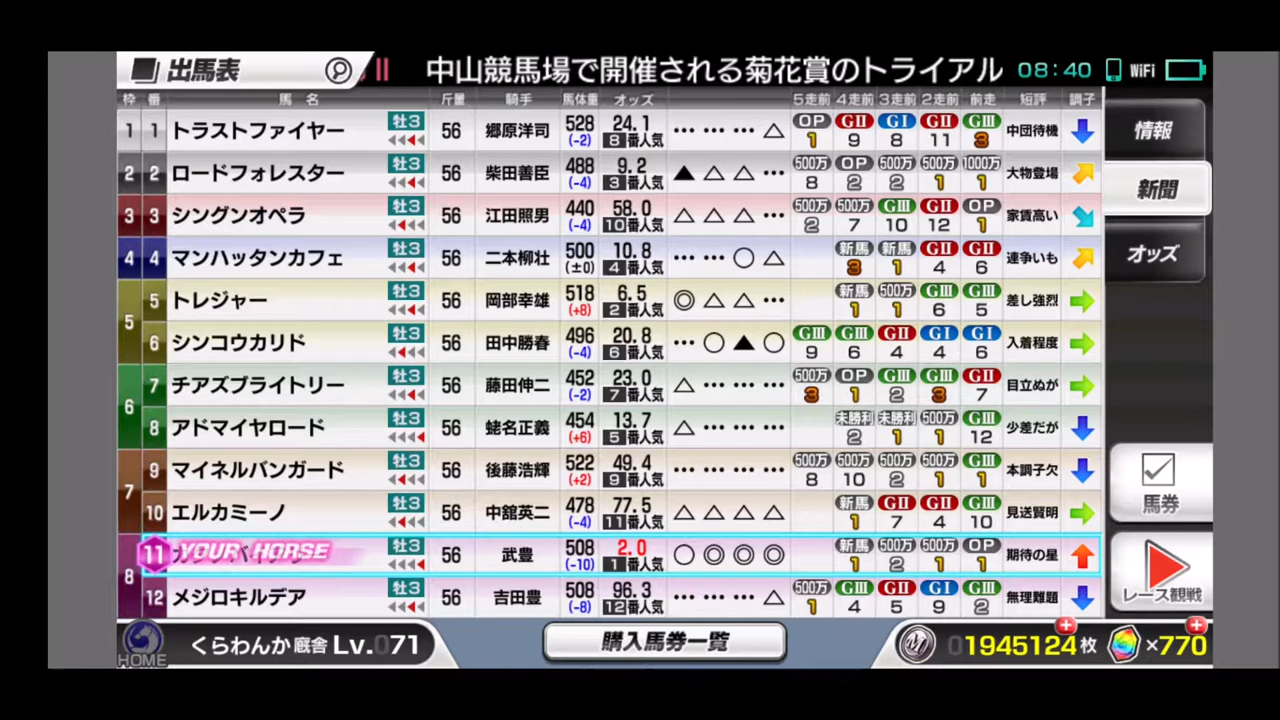 出馬表
II 中山競馬場で開催される菊花賞のトライアル
08:40 WiFi
枠 番 馬名 斤量 騎手 馬体重 オッズ 5走前 4走前 3走前 2走前 前走 短評 調子
1 1 トラストファイヤー 牡3 56 郷原洋司 528 (-2) 24.1 8番人気 … … … △ OP 1 GII 9 GI 8 GII 11 GIII 3 中団待機
2 2 ロードフォレスター 牡3 56 柴田善臣 488 (-4) 9.2 3番人気 ▲ △ △ … 500万 8 OP 2 500万 2 500万 1 1000万 1 大物登場
3 3 シングンオペラ 牡3 56 江田照男 440 (-4) 58.0 10番人気 △ △ △ … 500万 2 500万 7 GIII 10 GII 12 OP 1 家賃高い
4 4 マンハッタンカフェ 牡3 56 二本柳壮 500 (±0) 10.8 4番人気 … … ○ △ 新馬 3 新馬 1 GII 4 GII 6 連争いも
5 5 トレジャー 牡3 56 岡部幸雄 518 (+8) 6.5 2番人気 ◎ △ △ … 新馬 1 500万 1 GIII 6 GIII 5 差し強烈
6 シンコウカリド 牡3 56 田中勝春 496 (-4) 20.8 6番人気 … ○ ▲ ○ GIII 9 GIII 6 GII 4 GI 4 GI 6 入着程度
6 7 チアズブライトリー 牡3 56 藤田伸二 452 (-2) 23.0 7番人気 △ … … … 500万 3 OP 1 GIII 2 GIII 3 GII 7 目立ぬが
8 アドマイヤロード 牡3 56 蛯名正義 454 (+6) 13.7 5番人気 △ … … … 未勝利 2 未勝利 1 500万 1 GIII 12 少差だが
7 9 マイネルバンガード 牡3 56 後藤浩輝 522 (+2) 49.4 9番人気 … … … … 500万 8 500万 10 500万 2 500万 1 GIII 1 本調子欠
10 エルカミーノ 牡3 56 中舘英二 478 (-4) 77.5 11番人気 △ △ △ △ 新馬 1 GII 7 GII 4 GIII 10 見送賢明
8 11 YOUR HORSE 牡3 56 武豊 508 (-10) 2.0 1番人気 ○ ◎ ◎ ◎ 新馬 1 500万 2 500万 1 OP 1 期待の星
12 メジロキルデア 牡3 56 吉田豊 508 (-8) 96.3 12番人気 … … … △ 500万 1 GIII 4 GII 5 GI 9 GIII 2 無理難題
情報
新聞
オッズ
馬券
レース観戦
HOME くらわんか厩舎 Lv.071
購入馬券一覧
01945124枚
×770